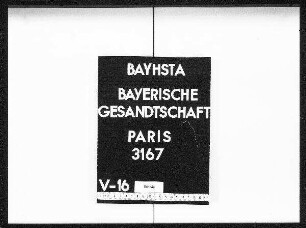 BAYHSTA
BAYERISCHE
GESANDTSCHAFT
PARIS
3167
V-16